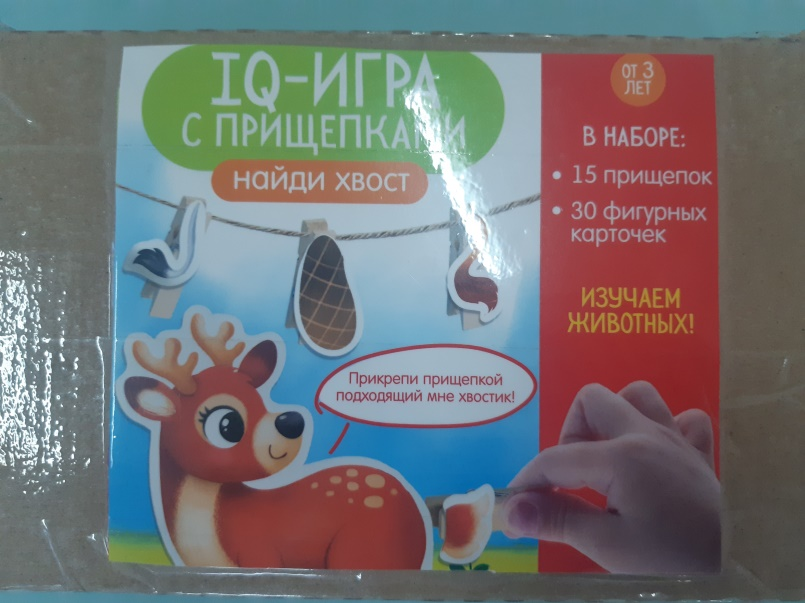 IQ-ИГРА
С ПРИЩЕПКАМИ
НАЙДИ ХВОСТ
ОТ 3
ЛЕТ
В НАБОРЕ:
• 15 прищепок
• 30 фигурных
карточек
ИЗУЧАЕМ
ЖИВОТНЫХ!
Прикрепи прищепкой
подходящий мне хвостик!